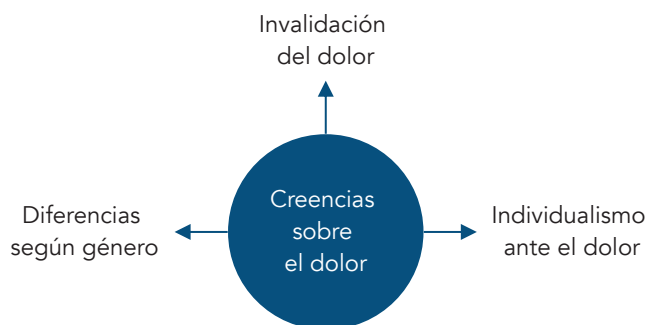 Invalidación
del dolor
Creencias
sobre
el dolor
Diferencias
según género
Individualismo
ante el dolor